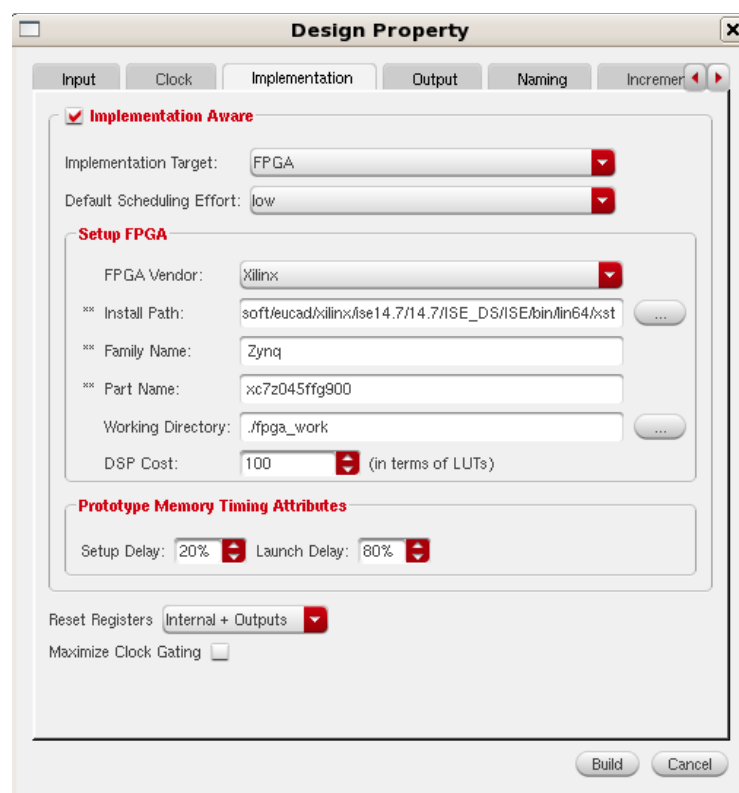 Design Property
Input Clock Implementation Output Naming Incremen
Implementation Aware
Implementation Target: FPGA
Default Scheduling Effort: low
Setup FPGA
FPGA Vendor: Xilinx
** Install Path: soft/eucad/xilinx/ise14.7/14.7/ISE_DS/ISE/bin/lin64/xst ...
** Family Name: Zynq
** Part Name: xc7z045ffg900
Working Directory: ./fpga_work ...
DSP Cost: 100 (in terms of LUTs)
Prototype Memory Timing Attributes
Setup Delay: 20% Launch Delay: 80%
Reset Registers Internal + Outputs
Maximize Clock Gating
Build Cancel